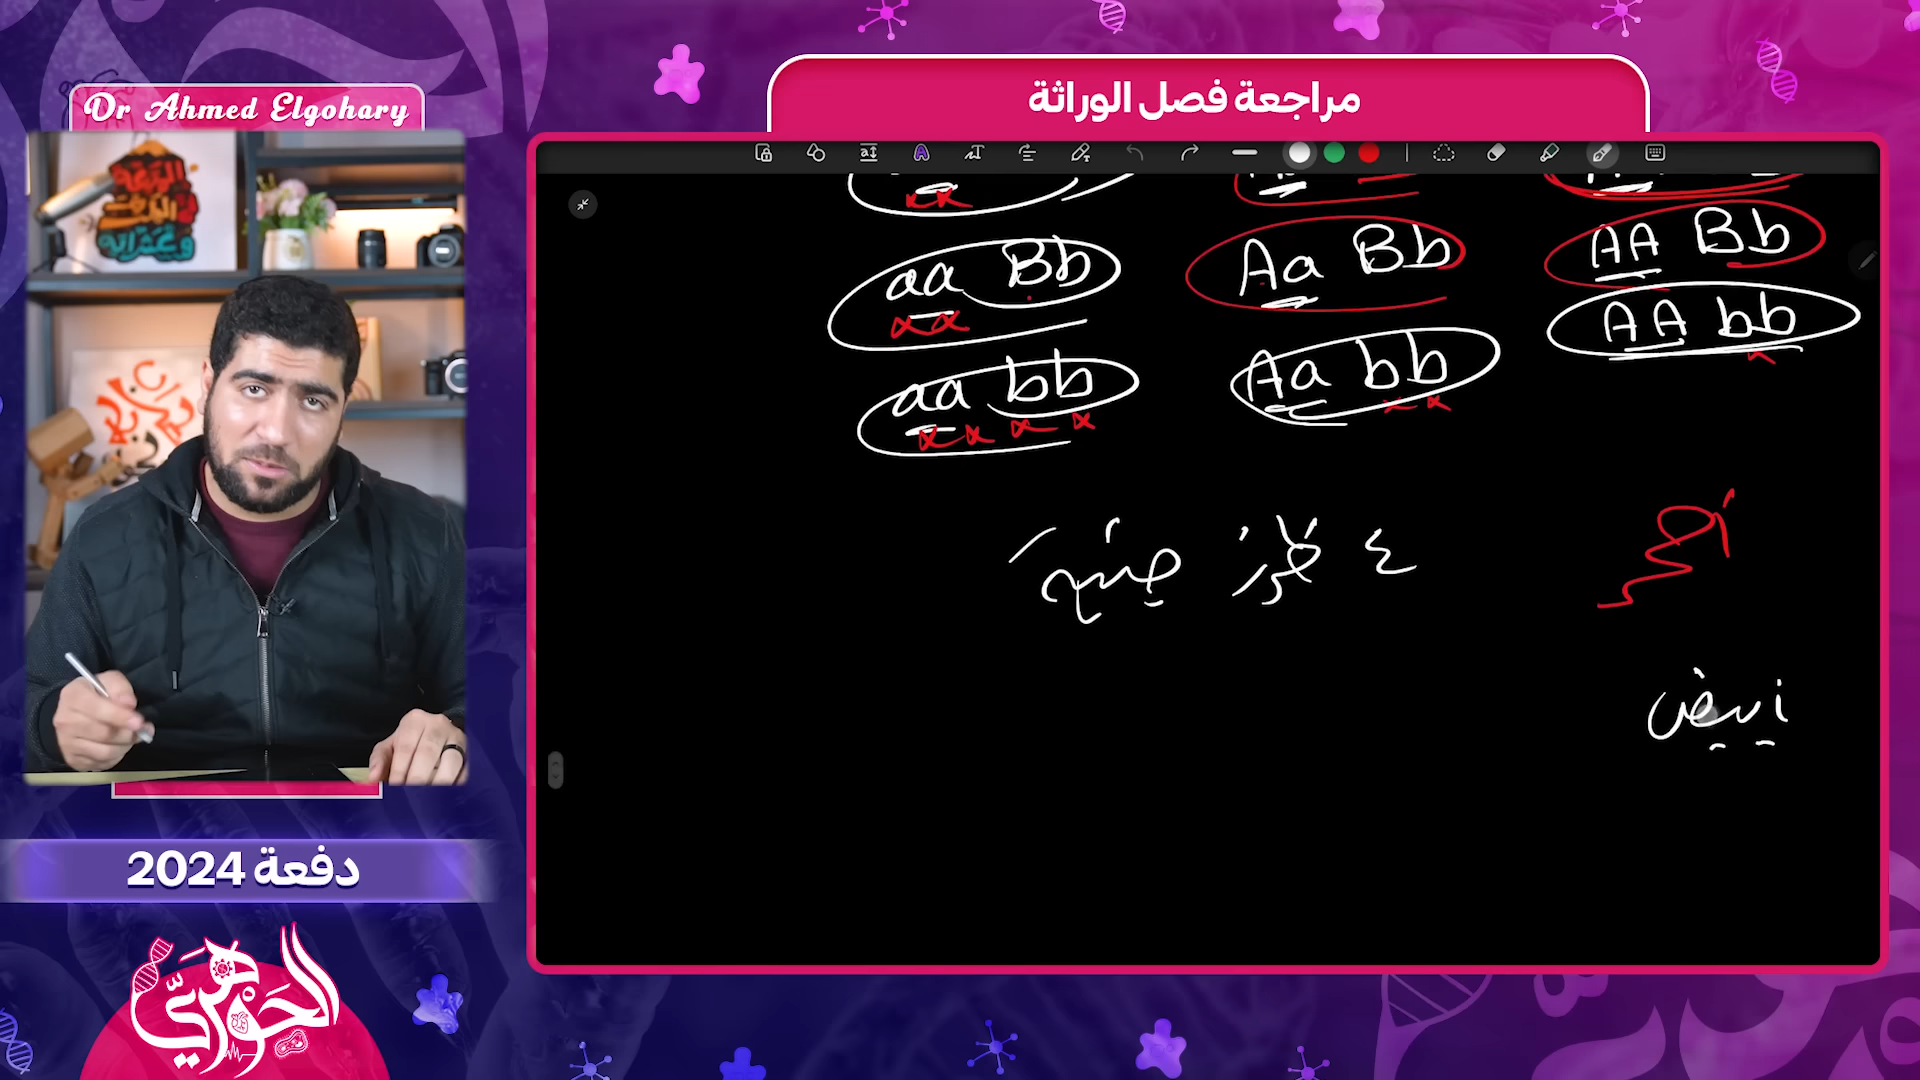 Dr Ahmed Elgohary
مراجعة فصل الوراثة
aa Bb Aa Bb AA Bb
aa bb Aa bb AA bb
٤ طرز جينية
أحمر
أبيض
دفعة 2024
الجوهري